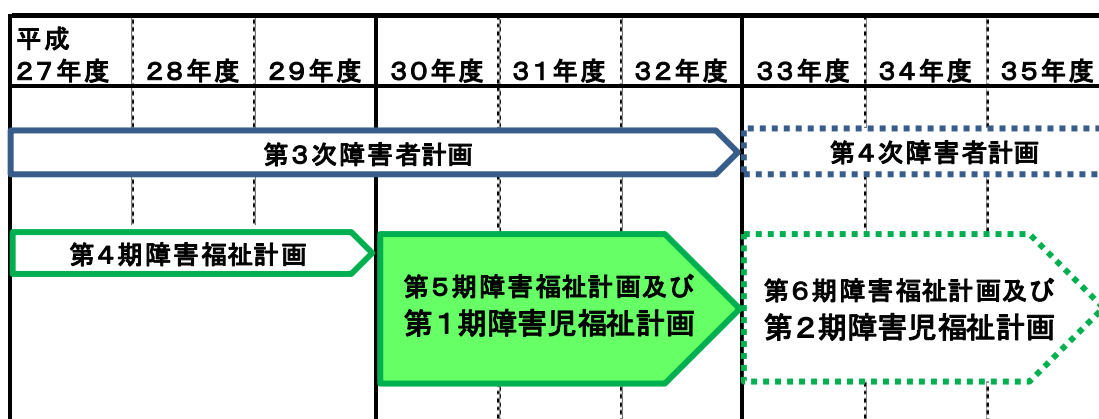 平成
27年度 28年度 29年度 30年度 31年度 32年度 33年度 34年度 35年度
第3次障害者計画 第4次障害者計画
第4期障害福祉計画
第5期障害福祉計画及び
第1期障害児福祉計画
第6期障害福祉計画及び
第2期障害児福祉計画